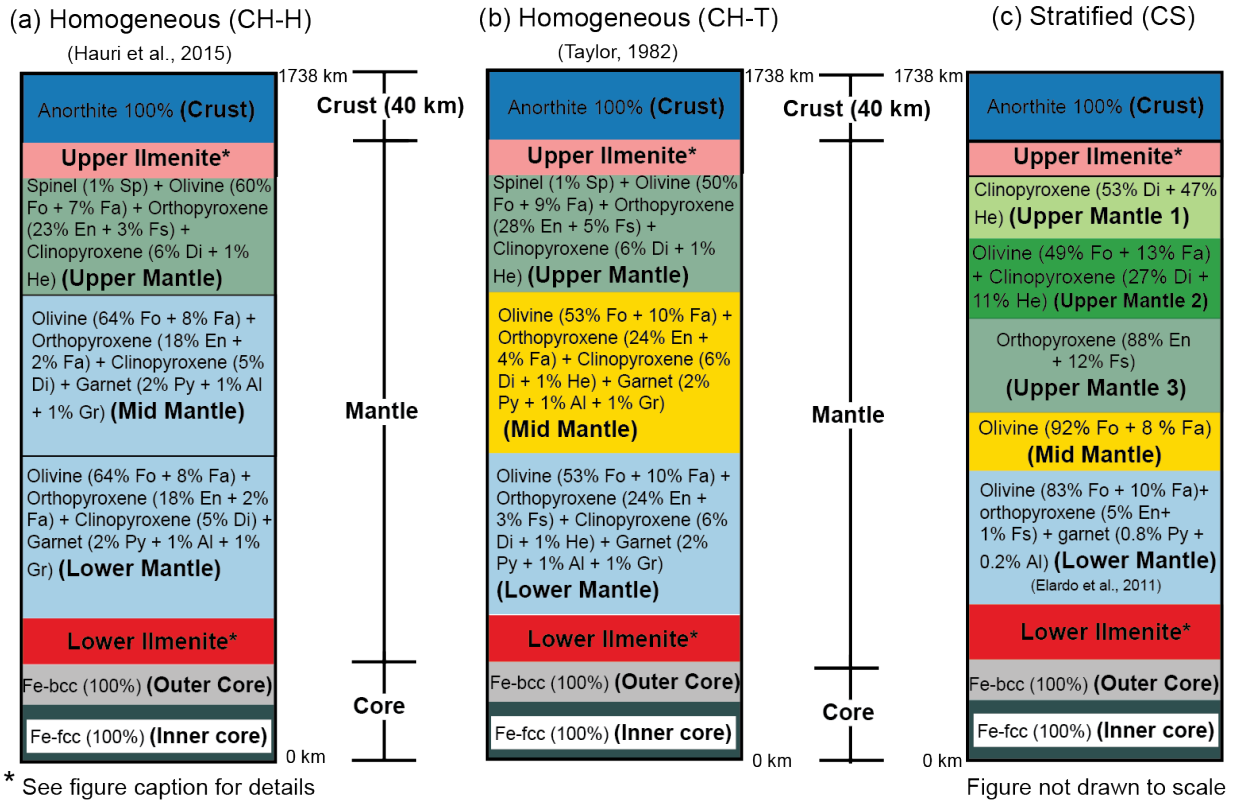 (a) Homogeneous (CH-H)
(Hauri et al., 2015)
1738 km
Anorthite 100% (Crust)
Upper Ilmenite*
Spinel (1% Sp) + Olivine (60%
Fo + 7% Fa) + Orthopyroxene
(23% En + 3% Fs) +
Clinopyroxene (6% Di + 1%
He) (Upper Mantle)
Olivine (64% Fo + 8% Fa) +
Orthopyroxene (18% En +
2% Fa) + Clinopyroxene (5%
Di) + Garnet (2% Py + 1% Al
+ 1% Gr) (Mid Mantle)
Olivine (64% Fo + 8% Fa) +
Orthopyroxene (18% En + 2%
Fa) + Clinopyroxene (5% Di) +
Garnet (2% Py + 1% Al + 1%
Gr) (Lower Mantle)
Lower Ilmenite*
Fe-bcc (100%) (Outer Core)
Fe-fcc (100%) (Inner core)
0 km
* See figure caption for details
Crust (40 km)
Mantle
Core
(b) Homogeneous (CH-T)
(Taylor, 1982)
1738 km
Anorthite 100% (Crust)
Upper Ilmenite*
Spinel (1% Sp) + Olivine (50%
Fo + 9% Fa) + Orthopyroxene
(28% En + 5% Fs) +
Clinopyroxene (6% Di + 1%
He) (Upper Mantle)
Olivine (53% Fo + 10% Fa) +
Orthopyroxene (24% En +
4% Fa) + Clinopyroxene (6%
Di + 1% He) + Garnet (2%
Py + 1% Al + 1% Gr)
(Mid Mantle)
Olivine (53% Fo + 10% Fa) +
Orthopyroxene (24% En +
3% Fs) + Clinopyroxene (6%
Di + 1% He) + Garnet (2%
Py + 1% Al + 1% Gr)
(Lower Mantle)
Lower Ilmenite*
Fe-bcc (100%) (Outer Core)
Fe-fcc (100%) (Inner core)
0 km
Crust (40 km)
Mantle
Core
(c) Stratified (CS)
1738 km
Anorthite 100% (Crust)
Upper Ilmenite*
Clinopyroxene (53% Di + 47%
He) (Upper Mantle 1)
Olivine (49% Fo + 13% Fa)
+ Clinopyroxene (27% Di +
11% He) (Upper Mantle 2)
Orthopyroxene (88% En
+ 12% Fs)
(Upper Mantle 3)
Olivine (92% Fo + 8 % Fa)
(Mid Mantle)
Olivine (83% Fo + 10% Fa)+
orthopyroxene (5% En+
1% Fs) + garnet (0.8% Py +
0.2% Al) (Lower Mantle)
(Elardo et al., 2011)
Lower Ilmenite*
Fe-bcc (100%) (Outer Core)
Fe-fcc (100%) (Inner core)
0 km
Figure not drawn to scale